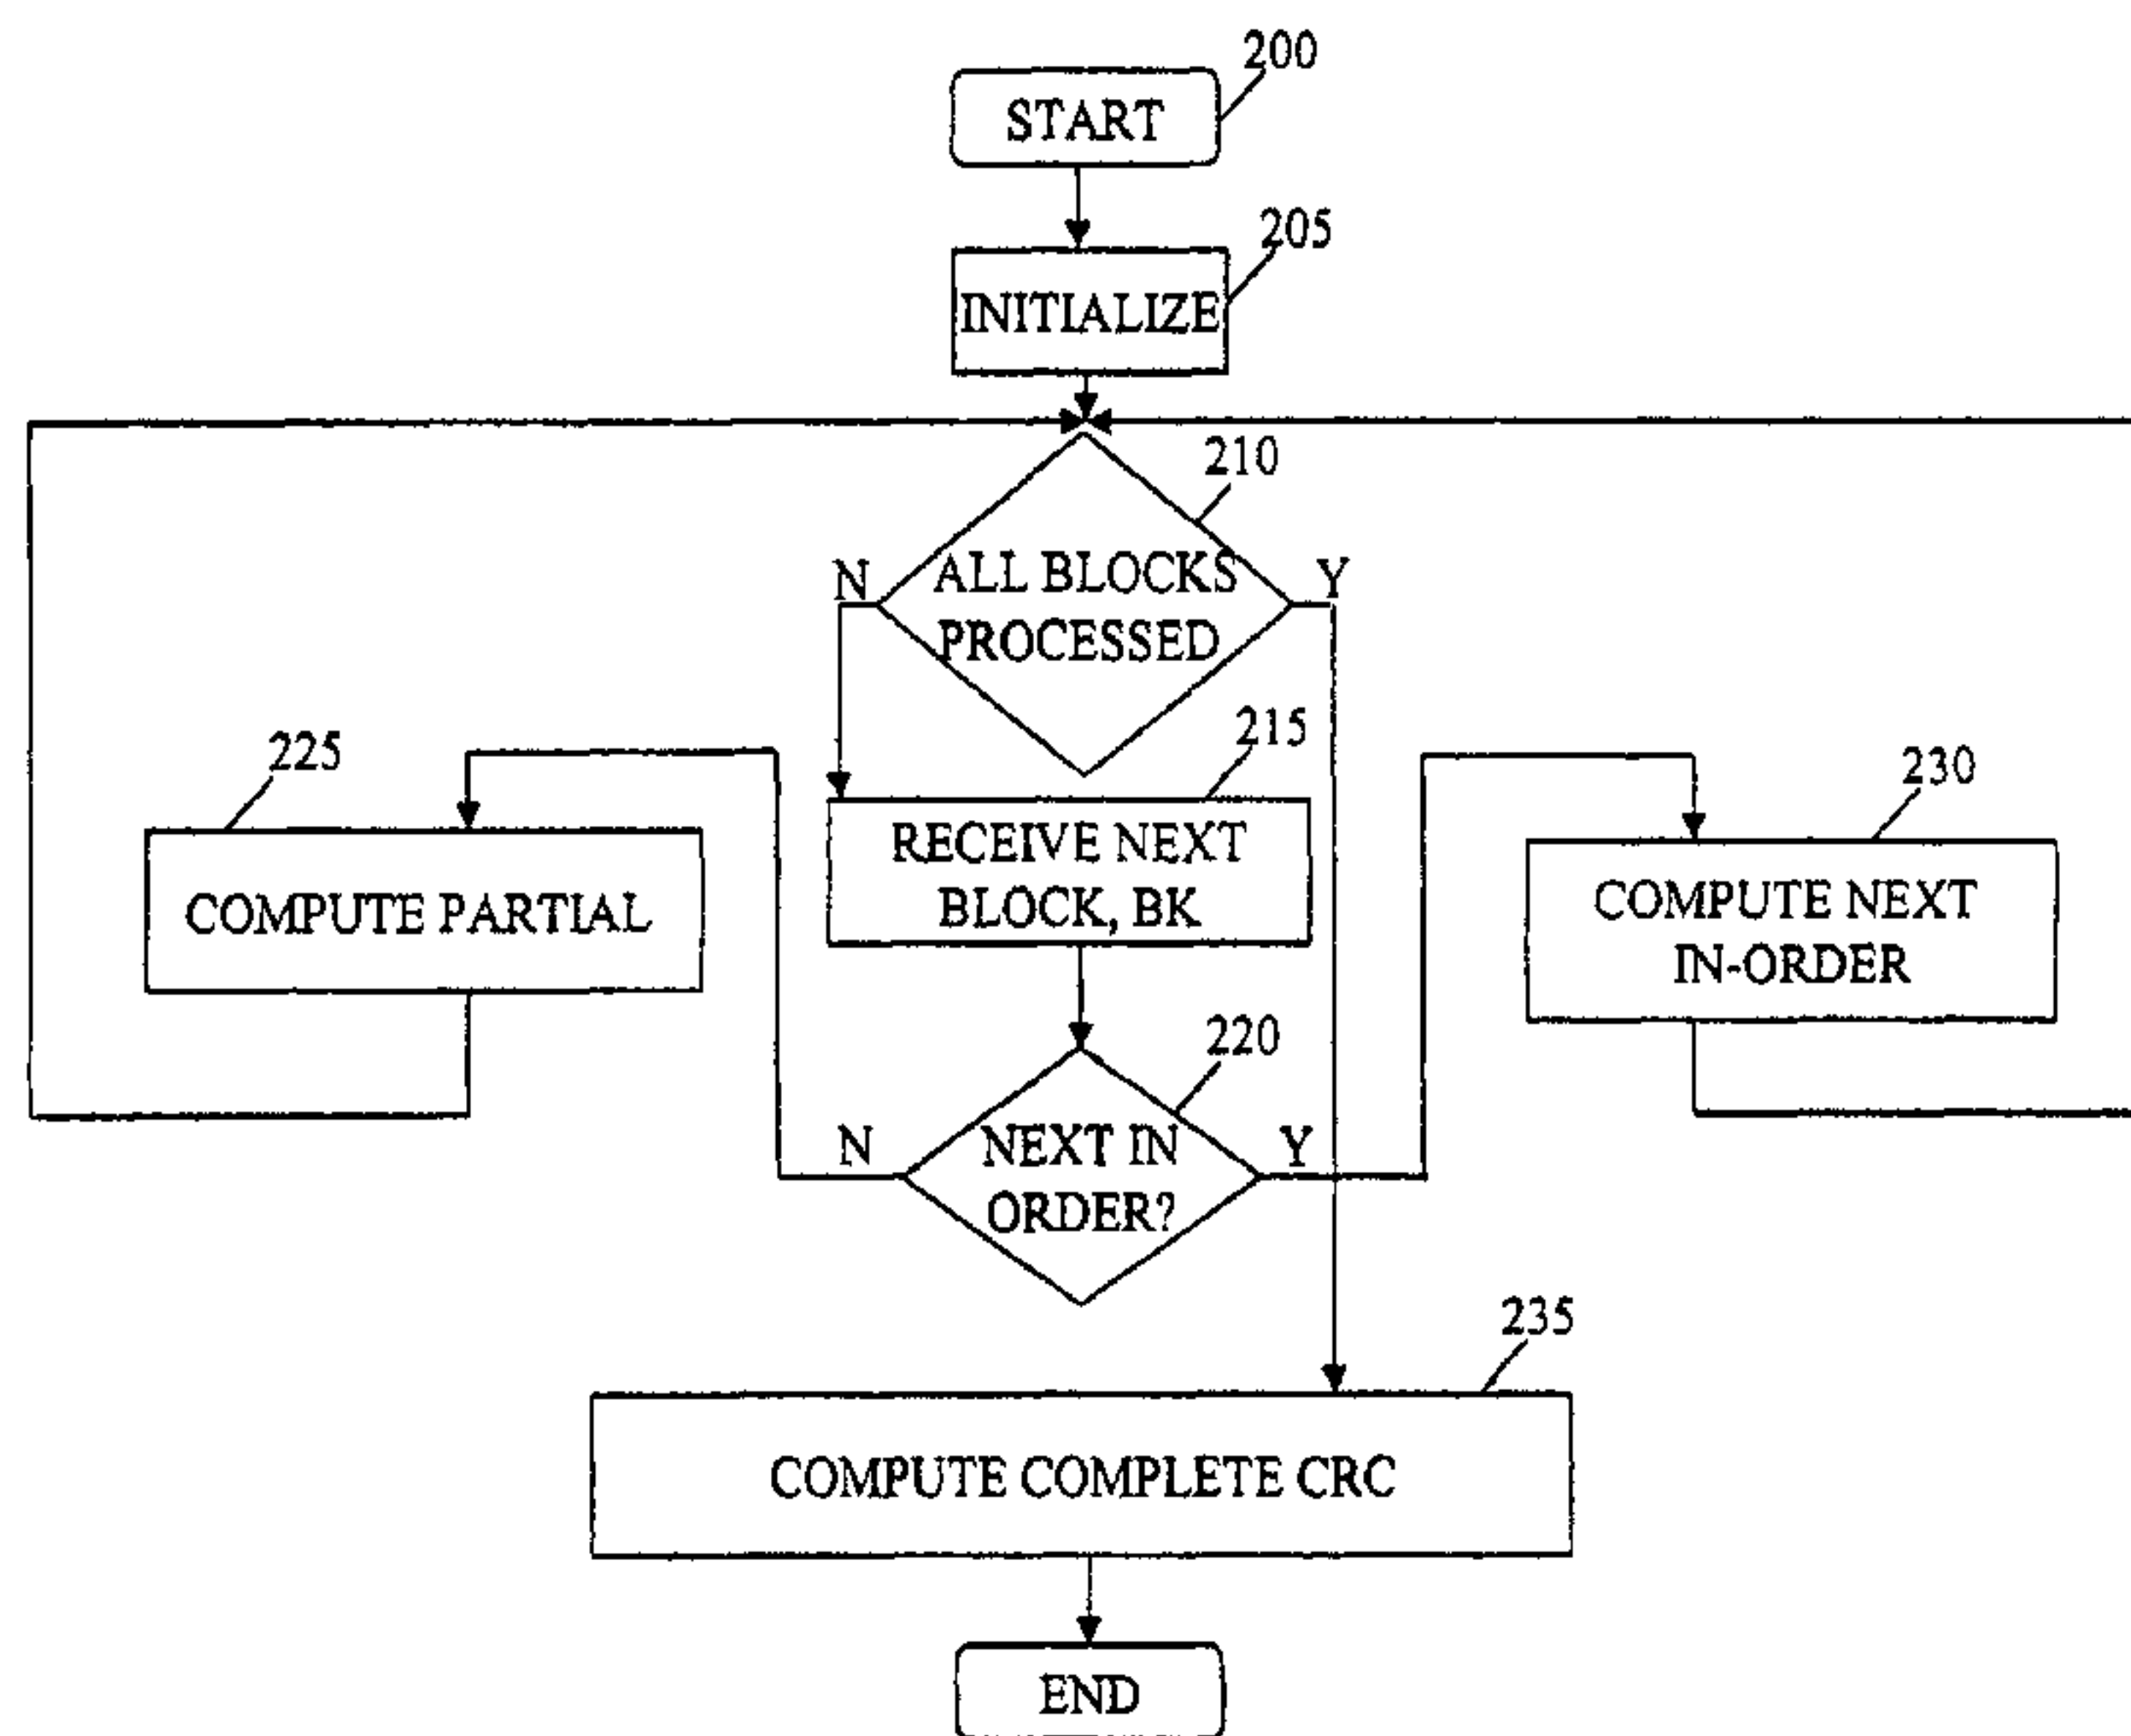 200
START
205
INITIALIZE
210
N
ALL BLOCKS
PROCESSED
Y
215
RECEIVE NEXT
BLOCK, BK
225
COMPUTE PARTIAL
230
COMPUTE NEXT
IN-ORDER
220
N
NEXT IN
ORDER?
Y
235
COMPUTE COMPLETE CRC
END